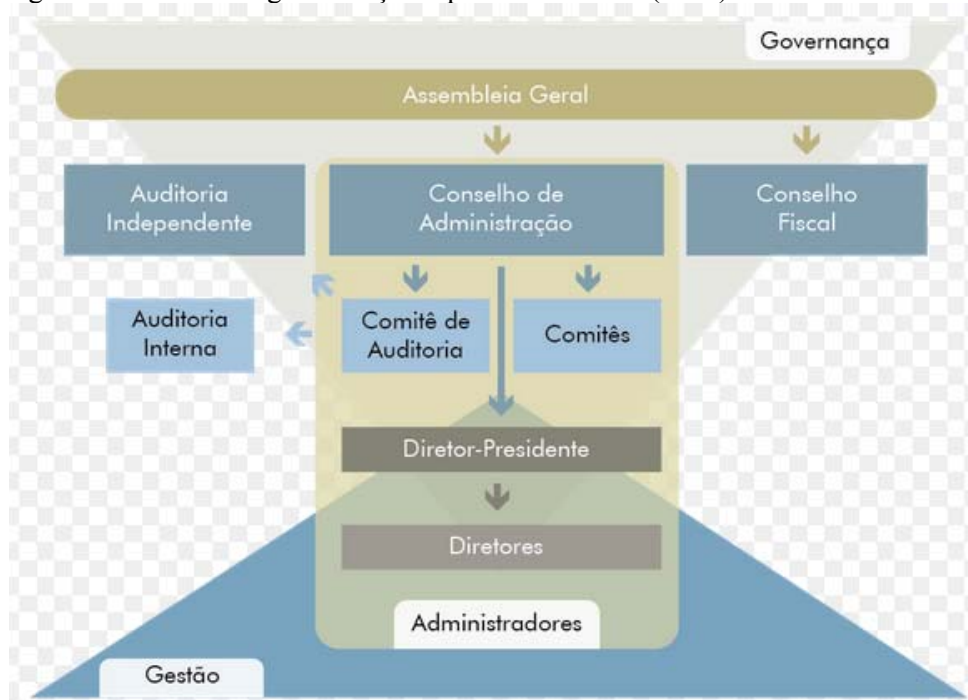 Governança
Assembleia Geral
Auditoria
Independente
Conselho de
Administração
Conselho
Fiscal
Auditoria
Interna
Comitê de
Auditoria
Comitês
Diretor-Presidente
Diretores
Administradores
Gestão